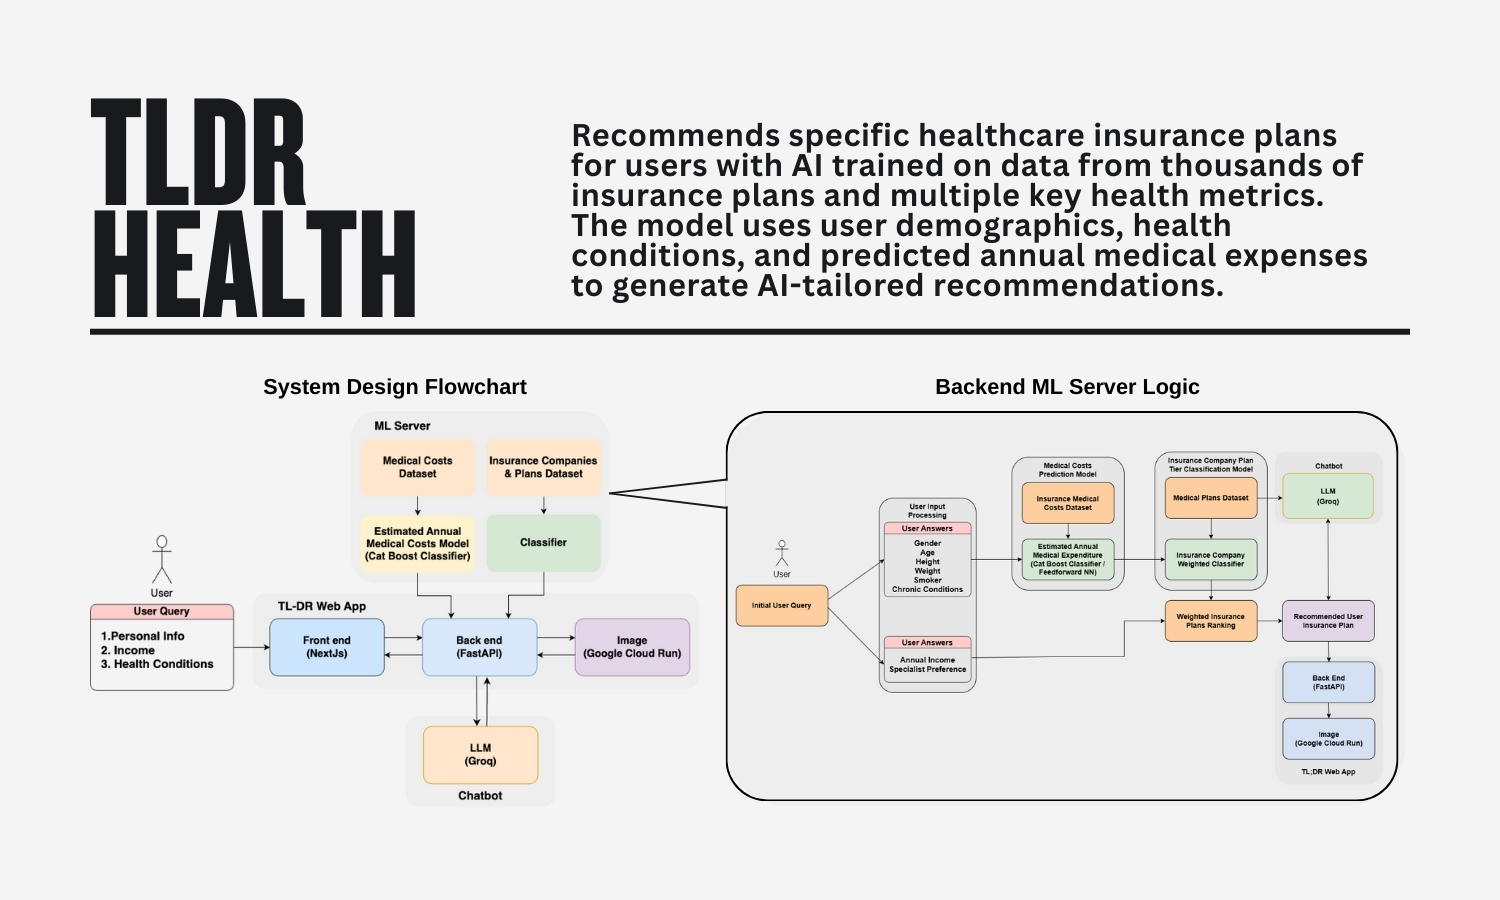 TLDR
HEALTH
Recommends specific healthcare insurance plans
for users with AI trained on data from thousands of
insurance plans and multiple key health metrics.
The model uses user demographics, health
conditions, and predicted annual medical expenses
to generate AI-tailored recommendations.
System Design Flowchart
ML Server
Medical Costs
Dataset
Insurance Companies
& Plans Dataset
Estimated Annual
Medical Costs Model
(Cat Boost Classifier)
Classifier
User
User Query
1.Personal Info
2. Income
3. Health Conditions
TL-DR Web App
Front end
(NextJs)
Back end
(FastAPI)
Image
(Google Cloud Run)
LLM
(Groq)
Chatbot
Backend ML Server Logic
User
Initial User Query
User Input
Processing
User Answers
Gender
Age
Height
Weight
Smoker
Chronic Conditions
User Answers
Annual Income
Specialist Preference
Medical Costs
Prediction Model
Insurance Medical
Costs Dataset
Estimated Annual
Medical Expenditure
(Cat Boost Classifier /
Feedforward NN)
Insurance Company Plan
Tier Classification Model
Medical Plans Dataset
Insurance Company
Weighted Classifier
Weighted Insurance
Plans Ranking
Chatbot
LLM
(Groq)
Recommended User
Insurance Plan
Back End
(FastAPI)
Image
(Google Cloud Run)
TL;DR Web App